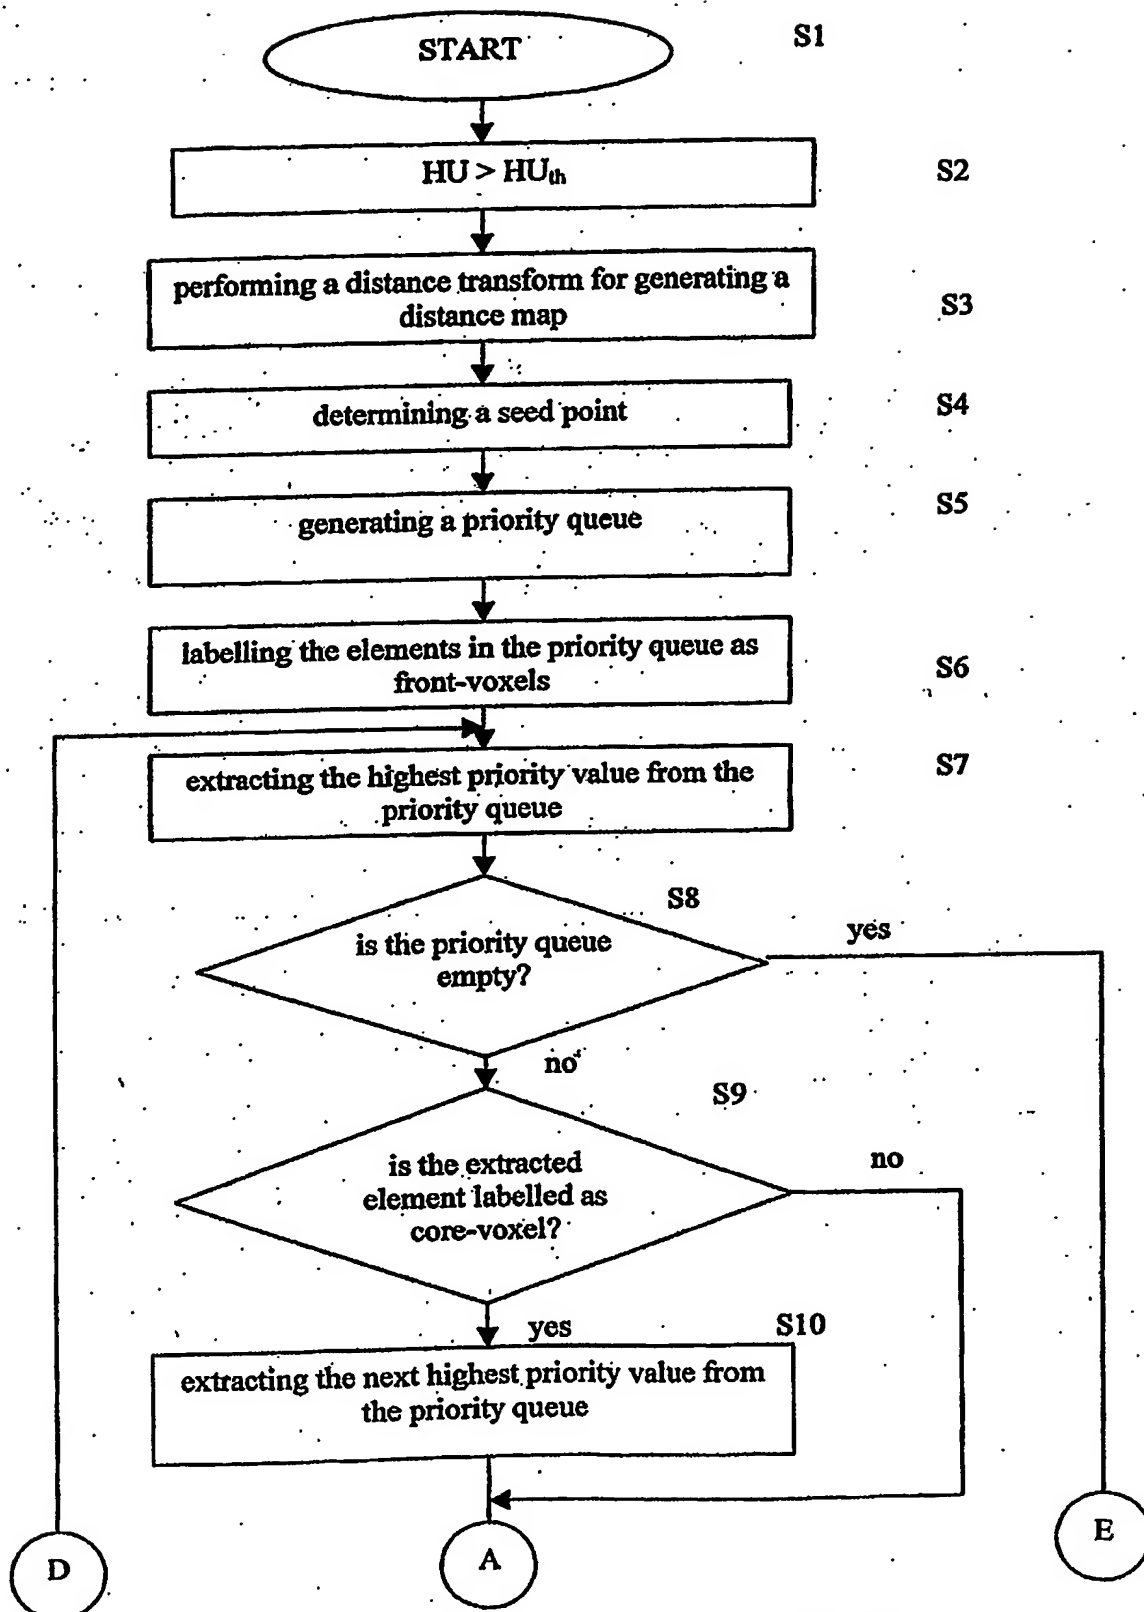 START
S1
HU > HUth
S2
performing a distance transform for generating a
distance map
S3
determining a seed point
S4
generating a priority queue
S5
labelling the elements in the priority queue as
front-voxels
S6
extracting the highest priority value from the
priority queue
S7
S8
is the priority queue
empty?
yes
no
S9
is the extracted
element labelled as
core-voxel?
no
yes
S10
extracting the next highest priority value from
the priority queue
D
A
E